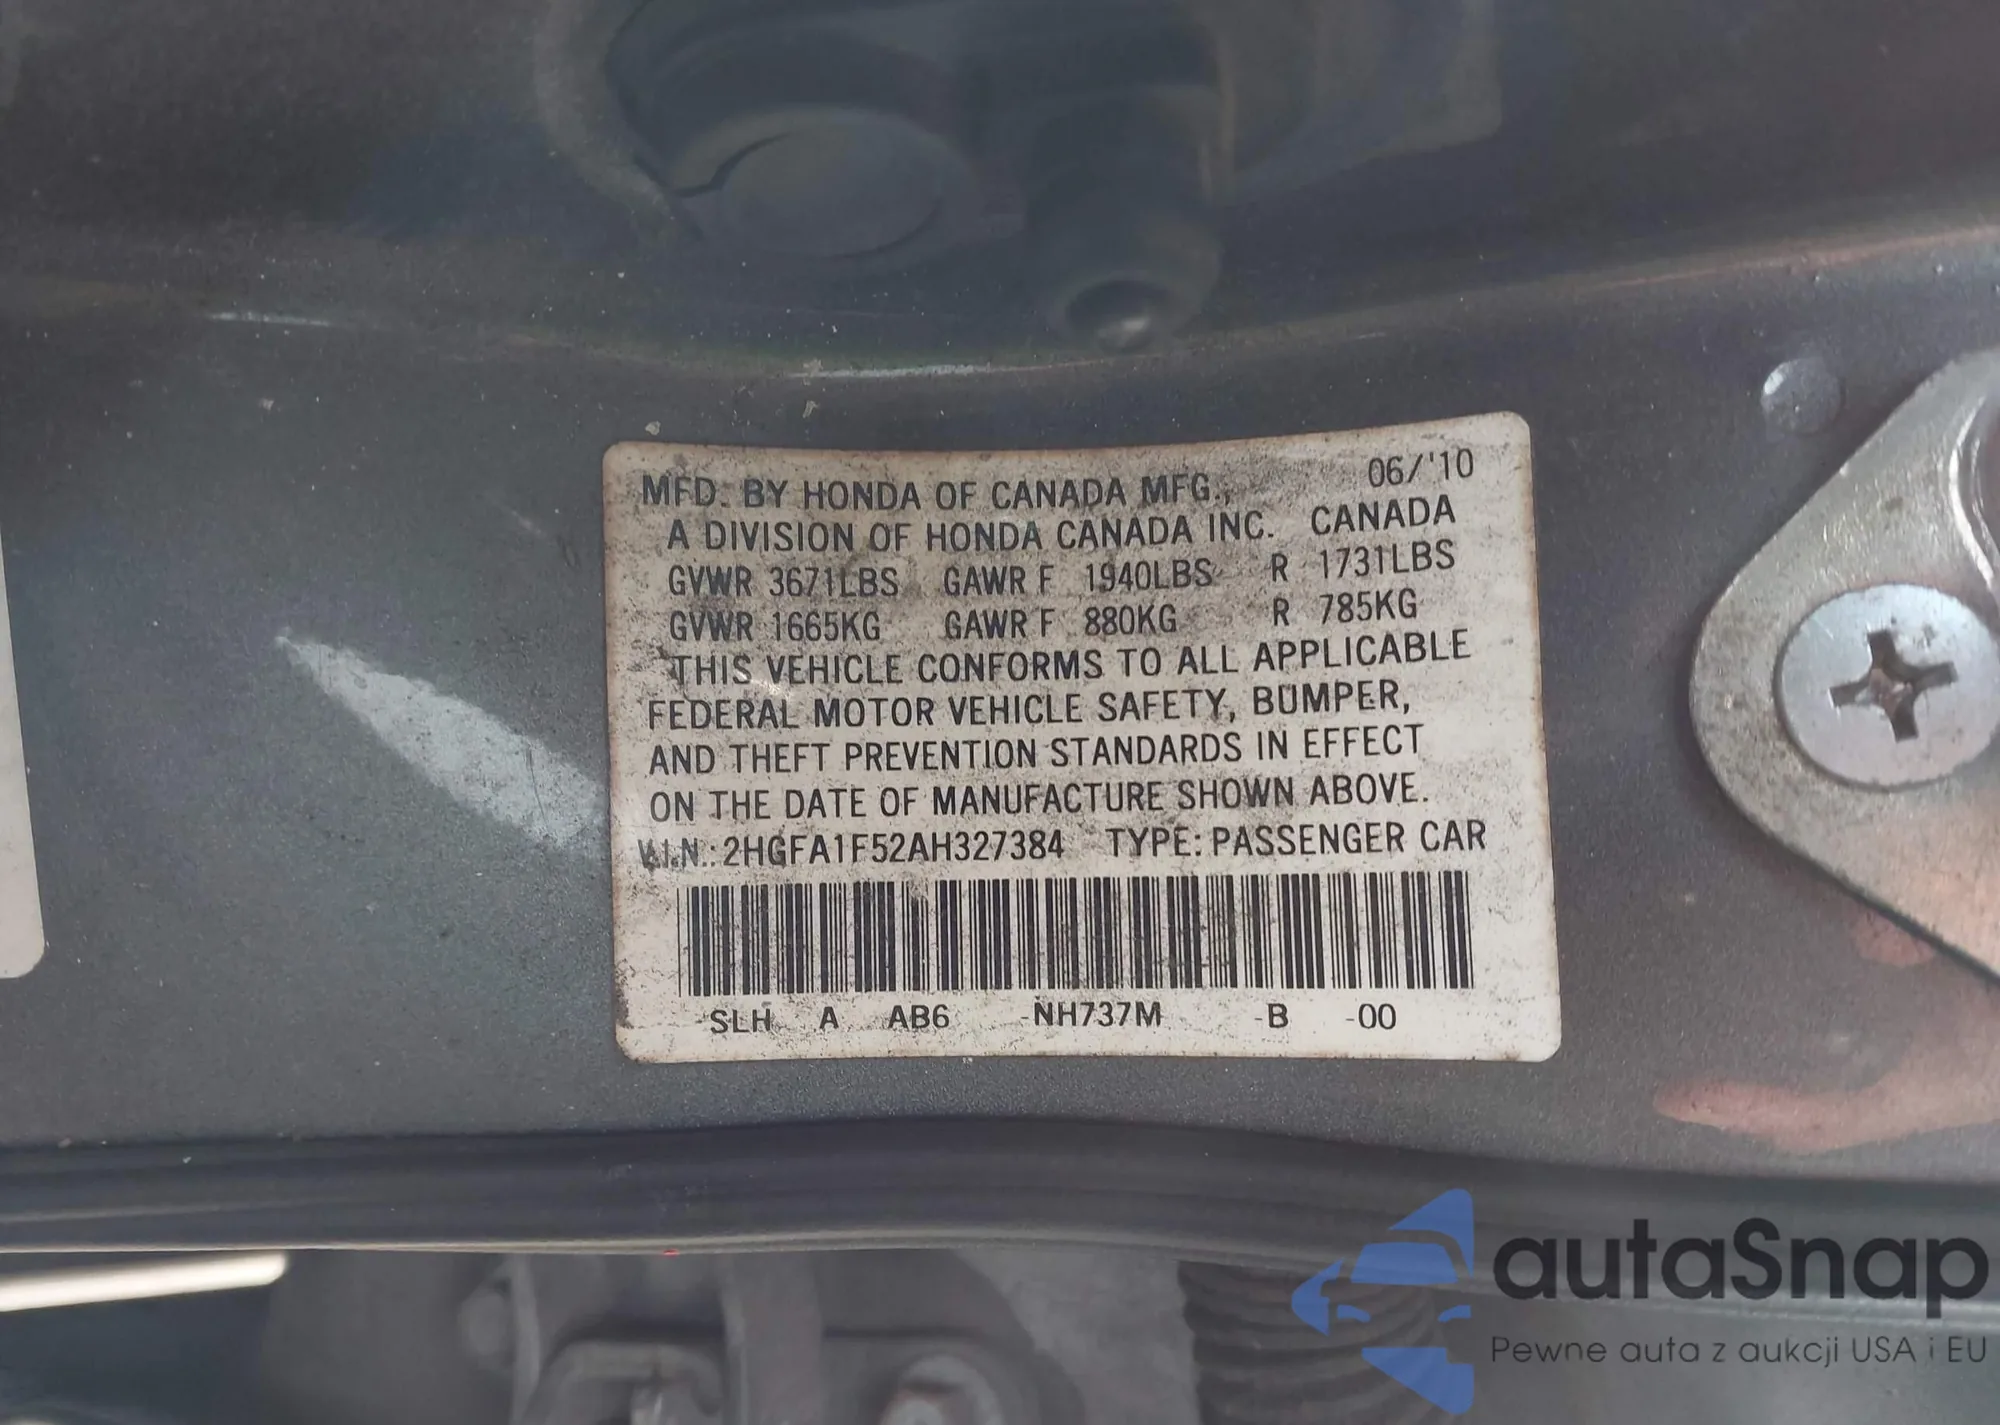 MFD. BY HONDA OF CANADA MFG., 06/'10
A DIVISION OF HONDA CANADA INC. CANADA
GVWR 3671LBS GAWR F 1940LBS R 1731LBS
GVWR 1665KG GAWR F 880KG R 785KG
THIS VEHICLE CONFORMS TO ALL APPLICABLE
FEDERAL MOTOR VEHICLE SAFETY, BUMPER,
AND THEFT PREVENTION STANDARDS IN EFFECT
ON THE DATE OF MANUFACTURE SHOWN ABOVE.
V.I.N.: 2HGFA1F52AH327384 TYPE: PASSENGER CAR
SLH A AB6 -NH737M -B -00
autaSnap
Pewne auta z aukcji USA i EU